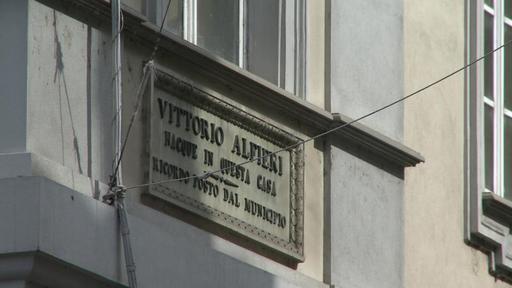 VITTORIO ALFIERI
NACQUE IN QUESTA CASA
RICORDO POSTO DAL MUNICIPIO